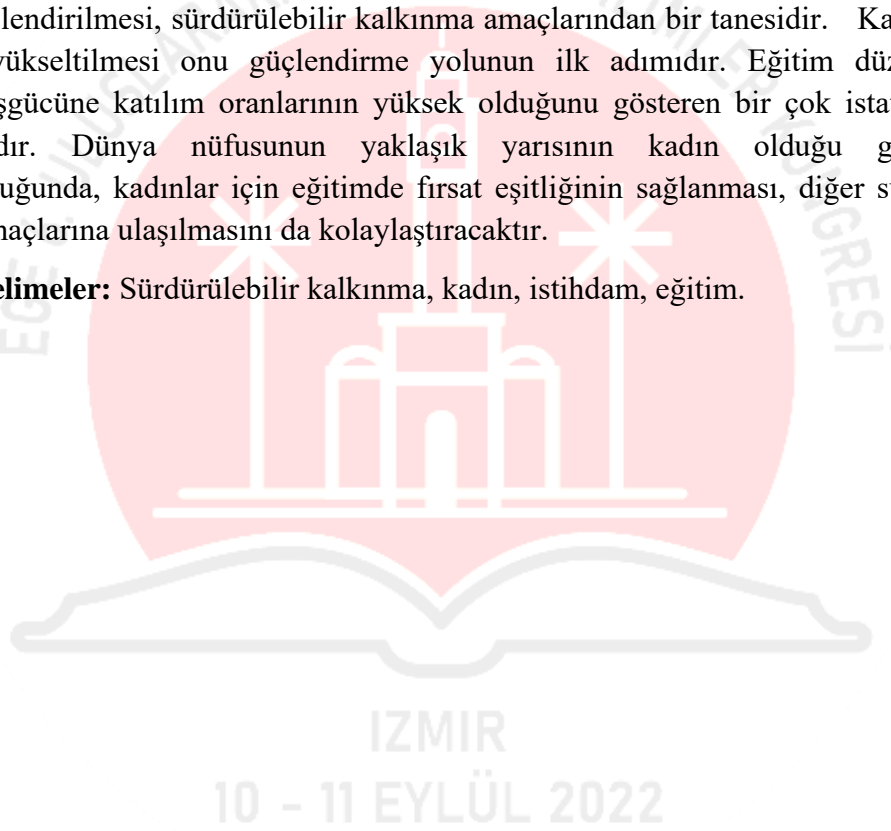 lendirilmesi, sürdürülebilir kalkınma amaçlarından bir tanesidir. Ka
yükseltilmesi onu güçlendirme yolunun ilk adımıdır. Eğitim düz
şgücüne katılım oranlarının yüksek olduğunu gösteren bir çok ista
dır. Dünya nüfusunun yaklaşık yarısının kadın olduğu g
uğunda, kadınlar için eğitimde fırsat eşitliğinin sağlanması, diğer s
açlarına ulaşılmasını da kolaylaştıracaktır.
elimeler: Sürdürülebilir kalkınma, kadın, istihdam, eğitim.
IZMIR
10 - 11 EYLÜL 2022